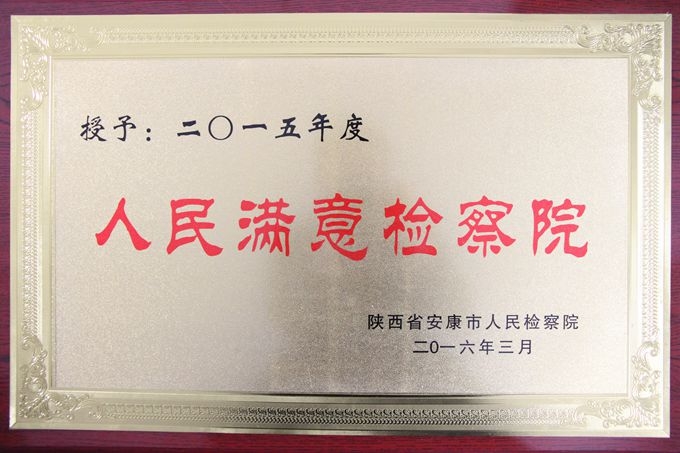 授予：二〇一五年度
人民满意检察院
陕西省安康市人民检察院
二〇一六年三月